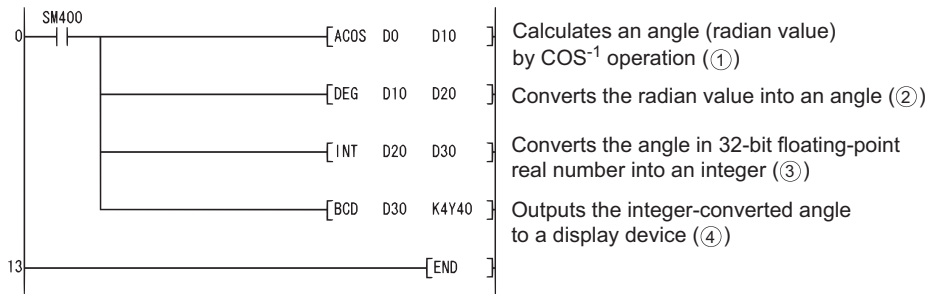 SM400
0 [ACOS D0 D10 ] Calculates an angle (radian value)
by COS-1 operation (①)
[DEG D10 D20 ] Converts the radian value into an angle (②)
[INT D20 D30 ] Converts the angle in 32-bit floating-point
real number into an integer (③)
[BCD D30 K4Y40 ] Outputs the integer-converted angle
to a display device (④)
13 [END ]